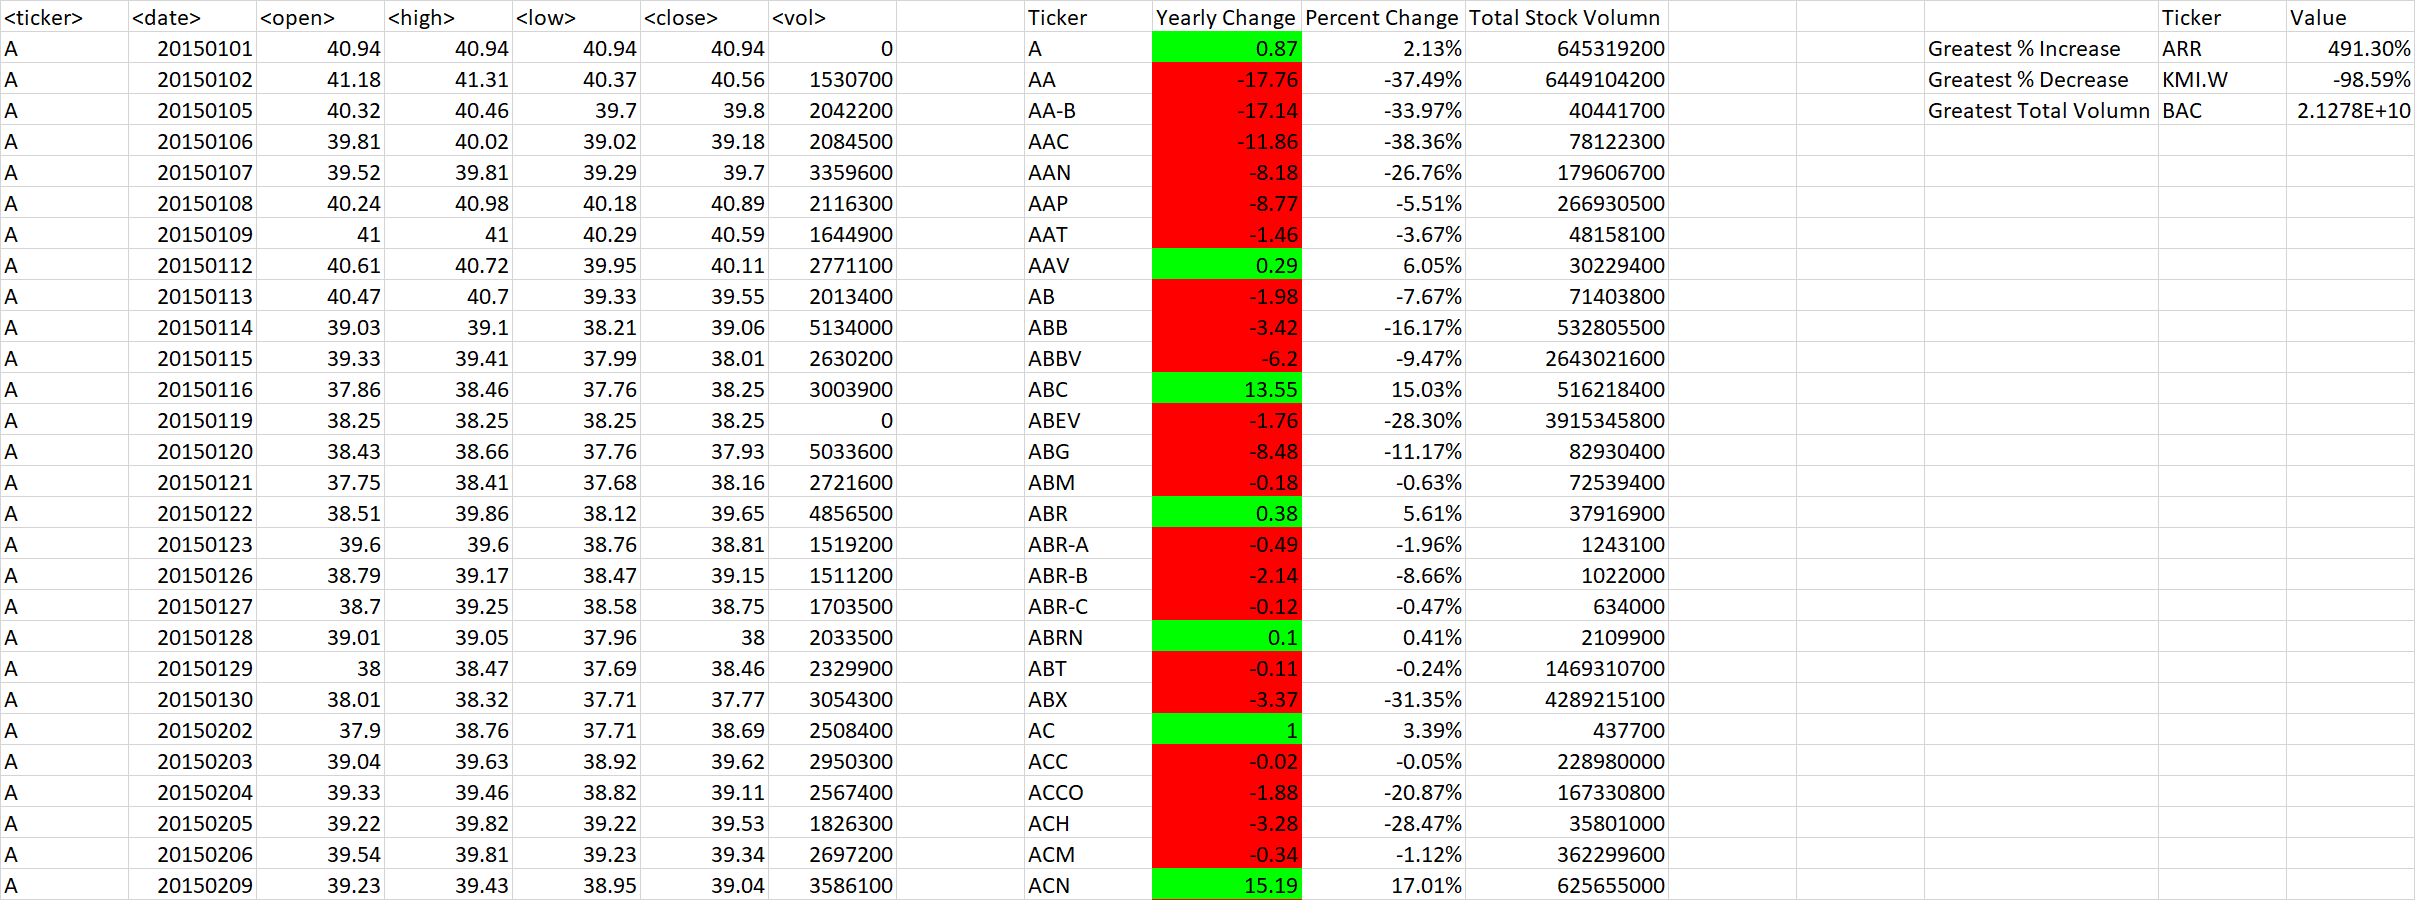 <ticker> <date> <open> <high> <low> <close> <vol> Ticker Yearly Change Percent Change Total Stock Volumn Ticker Value
A 20150101 40.94 40.94 40.94 40.94 0 A 0.87 2.13% 645319200 Greatest % Increase ARR 491.30%
A 20150102 41.18 41.31 40.37 40.56 1530700 AA -17.76 -37.49% 6449104200 Greatest % Decrease KMI.W -98.59%
A 20150105 40.32 40.46 39.7 39.8 2042200 AA-B -17.14 -33.97% 40441700 Greatest Total Volumn BAC 2.1278E+10
A 20150106 39.81 40.02 39.02 39.18 2084500 AAC -11.86 -38.36% 78122300
A 20150107 39.52 39.81 39.29 39.7 3359600 AAN -8.18 -26.76% 179606700
A 20150108 40.24 40.98 40.18 40.89 2116300 AAP -8.77 -5.51% 266930500
A 20150109 41 41 40.29 40.59 1644900 AAT -1.46 -3.67% 48158100
A 20150112 40.61 40.72 39.95 40.11 2771100 AAV 0.29 6.05% 30229400
A 20150113 40.47 40.7 39.33 39.55 2013400 AB -1.98 -7.67% 71403800
A 20150114 39.03 39.1 38.21 39.06 5134000 ABB -3.42 -16.17% 532805500
A 20150115 39.33 39.41 37.99 38.01 2630200 ABBV -6.2 -9.47% 2643021600
A 20150116 37.86 38.46 37.76 38.25 3003900 ABC 13.55 15.03% 516218400
A 20150119 38.25 38.25 38.25 38.25 0 ABEV -1.76 -28.30% 3915345800
A 20150120 38.43 38.66 37.76 37.93 5033600 ABG -8.48 -11.17% 82930400
A 20150121 37.75 38.41 37.68 38.16 2721600 ABM -0.18 -0.63% 72539400
A 20150122 38.51 39.86 38.12 39.65 4856500 ABR 0.38 5.61% 37916900
A 20150123 39.6 39.6 38.76 38.81 1519200 ABR-A -0.49 -1.96% 1243100
A 20150126 38.79 39.17 38.47 39.15 1511200 ABR-B -2.14 -8.66% 1022000
A 20150127 38.7 39.25 38.58 38.75 1703500 ABR-C -0.12 -0.47% 634000
A 20150128 39.01 39.05 37.96 38 2033500 ABRN 0.1 0.41% 2109900
A 20150129 38 38.47 37.69 38.46 2329900 ABT -0.11 -0.24% 1469310700
A 20150130 38.01 38.32 37.71 37.77 3054300 ABX -3.37 -31.35% 4289215100
A 20150202 37.9 38.76 37.71 38.69 2508400 AC 1 3.39% 437700
A 20150203 39.04 39.63 38.92 39.62 2950300 ACC -0.02 -0.05% 228980000
A 20150204 39.33 39.46 38.82 39.11 2567400 ACCO -1.88 -20.87% 167330800
A 20150205 39.22 39.82 39.22 39.53 1826300 ACH -3.28 -28.47% 35801000
A 20150206 39.54 39.81 39.23 39.34 2697200 ACM -0.34 -1.12% 362299600
A 20150209 39.23 39.43 38.95 39.04 3586100 ACN 15.19 17.01% 625655000